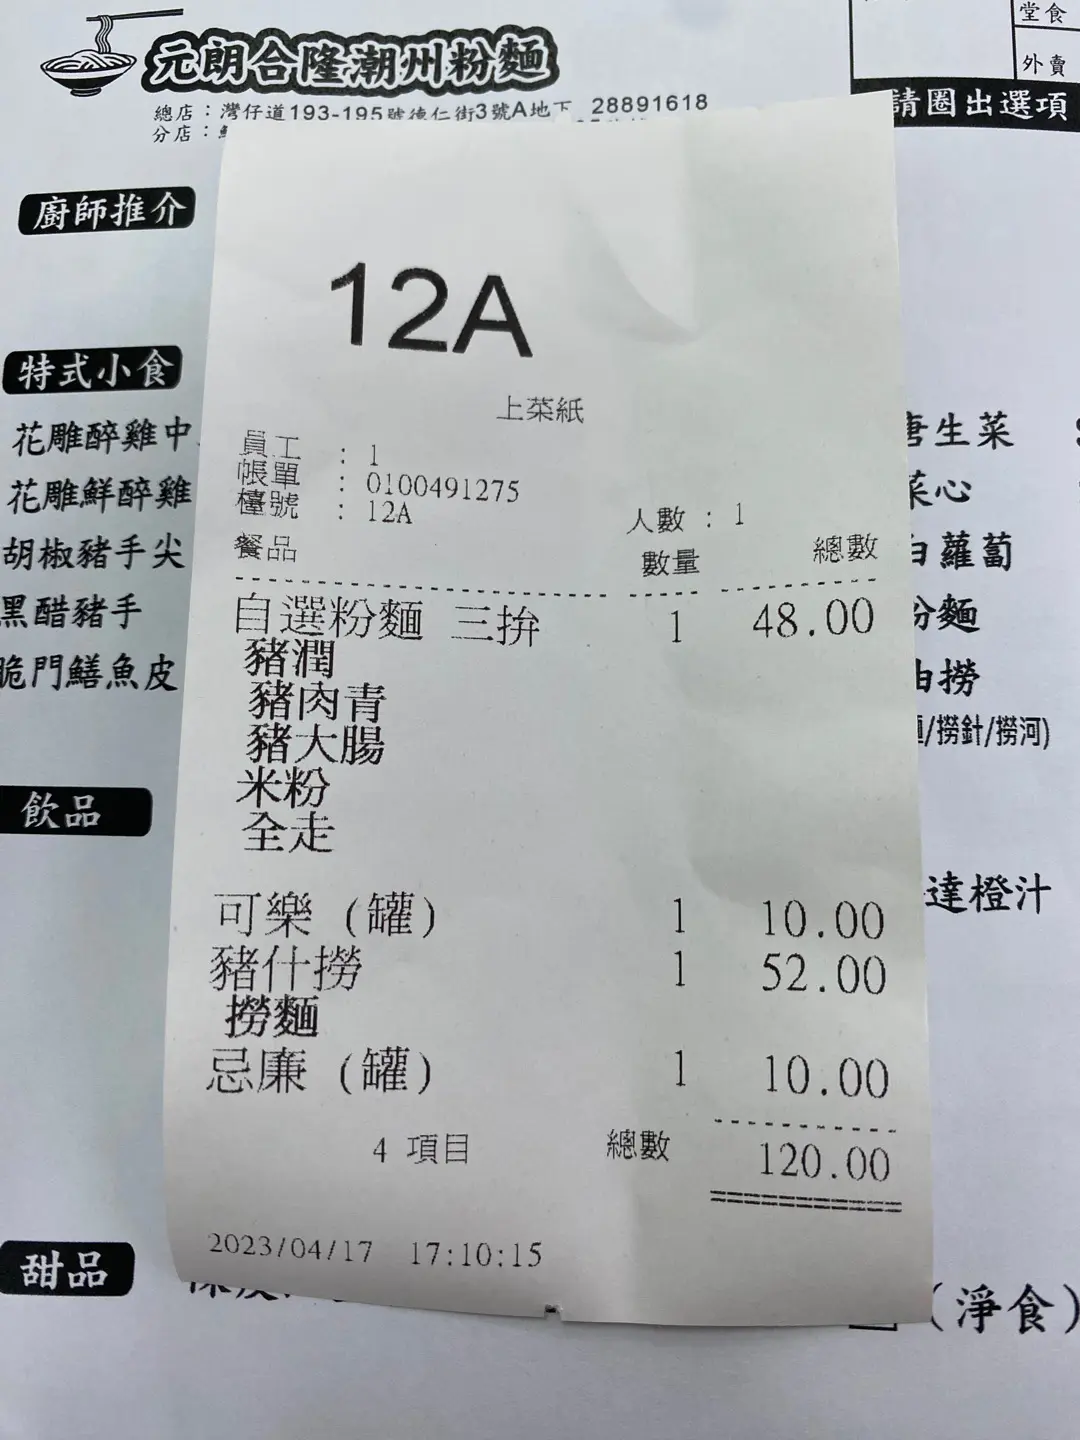 元朗合隆潮州粉麵
總店：灣仔道193-195號德仁街3號A地下 28891618
分店：
堂食
外賣
請圈出選項
廚師推介
特式小食
花雕醉雞中
花雕鮮醉雞
胡椒豬手尖
黑醋豬手
脆門鱔魚皮
飲品
甜品
12A
上菜紙
員工 : 1
帳單 : 0100491275
檯號 : 12A 人數 : 1
餐品 數量 總數
自選粉麵 三拚 1 48.00
豬潤
豬肉青
豬大腸
米粉
全走
可樂 (罐) 1 10.00
豬什撈 1 52.00
撈麵
忌廉 (罐) 1 10.00
4 項目 總數 120.00
2023/04/17 17:10:15
生菜
菜心
白蘿蔔
粉麵
油撈
/撈針/撈河)
達橙汁
(淨食)